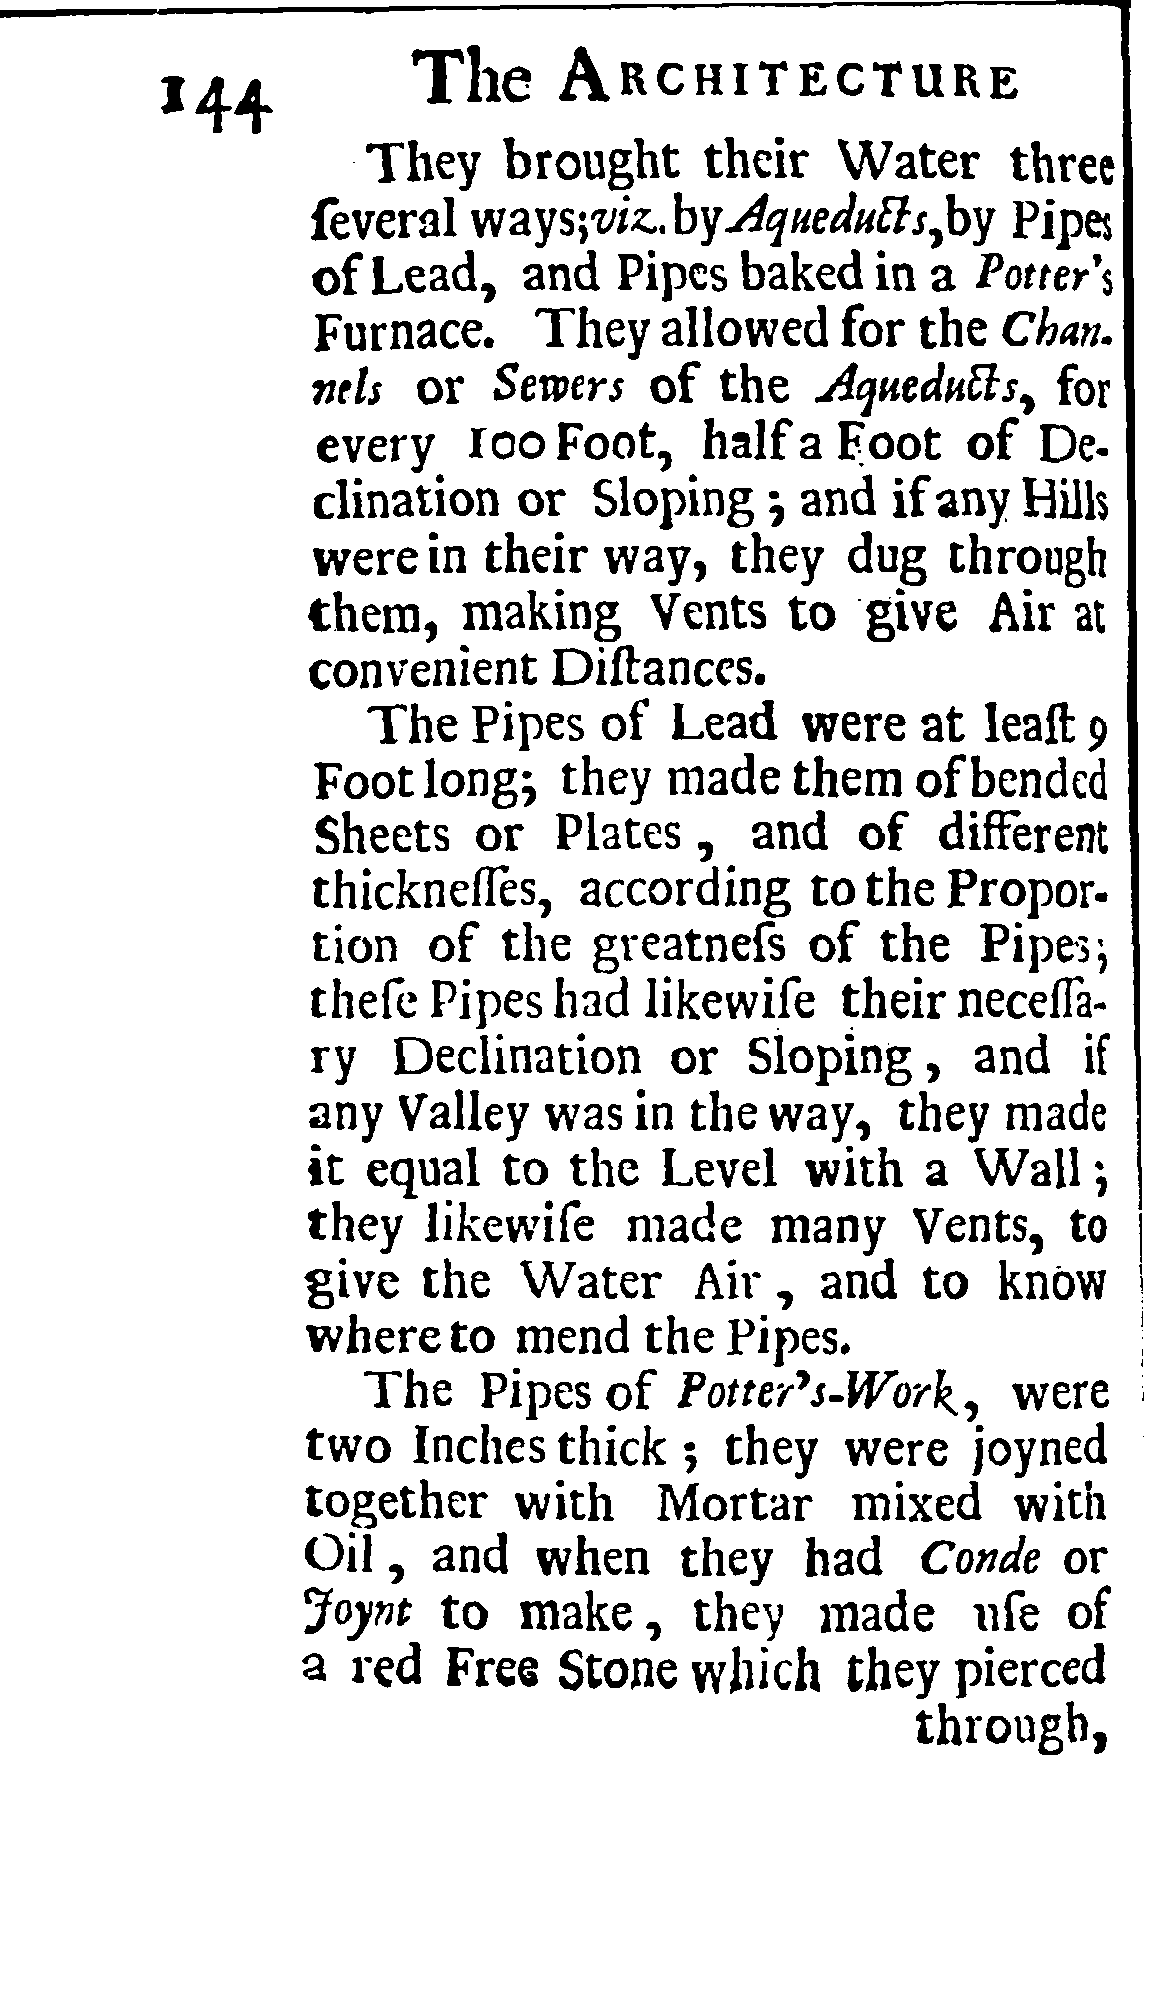 144 The ARCHITECTURE
They brought their Water three
ſeveral ways; viz. by Aqueducts, by Pipes
of Lead, and Pipes baked in a Potter's
Furnace. They allowed for the Chan-
nels or Sewers of the Aqueducts, for
every 100 Foot, half a Foot of De-
clination or Sloping; and if any Hills
were in their way, they dug through
them, making Vents to give Air at
convenient Diſtances.
The Pipes of Lead were at leaſt 9
Foot long; they made them of bended
Sheets or Plates, and of different
thickneſſes, according to the Propor-
tion of the greatneſs of the Pipes;
theſe Pipes had likewiſe their neceſſa-
ry Declination or Sloping, and if
any Valley was in the way, they made
it equal to the Level with a Wall;
they likewiſe made many Vents, to
give the Water Air, and to know
where to mend the Pipes.
The Pipes of Potter's-Work, were
two Inches thick; they were joyned
together with Mortar mixed with
Oil, and when they had Conde or
Joynt to make, they made uſe of
a red Free Stone which they pierced
through,